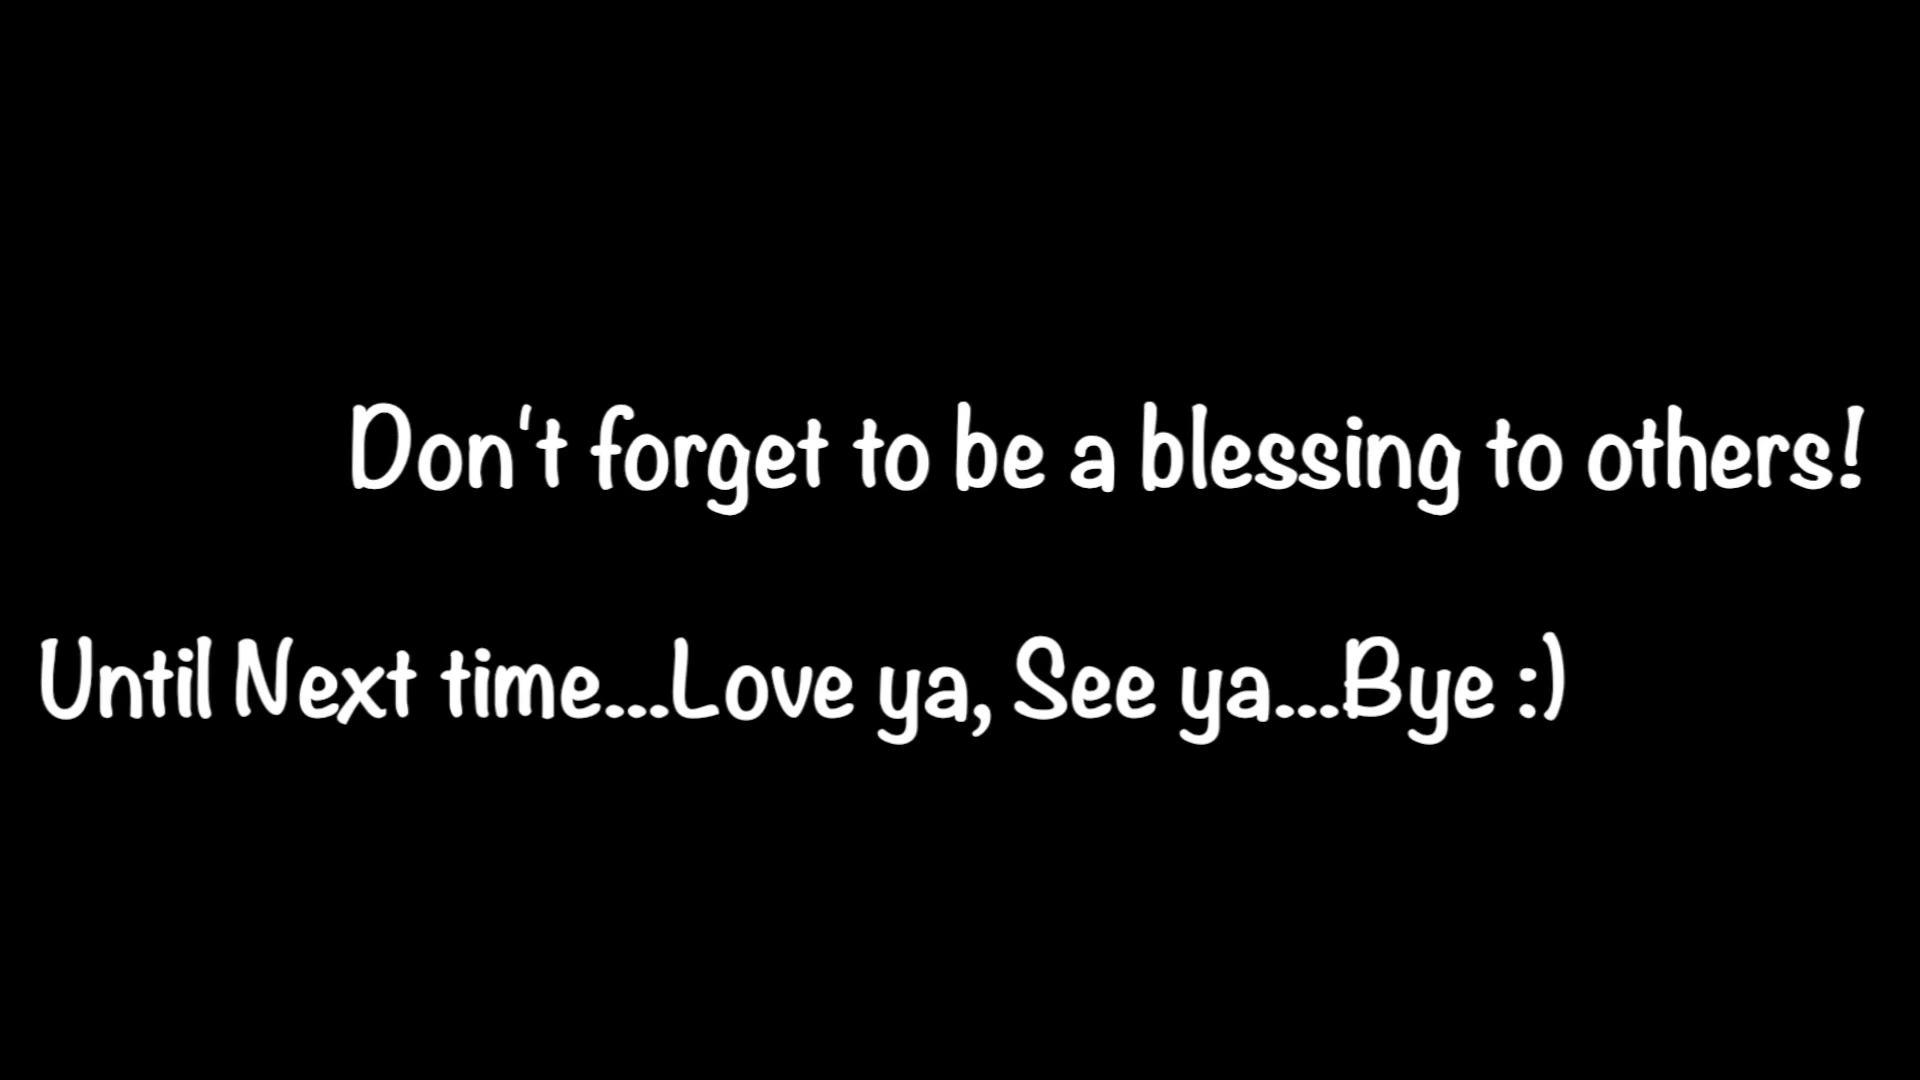 Don't forget to be a blessing to others!
Until Next time...Love ya, See ya...Bye :)